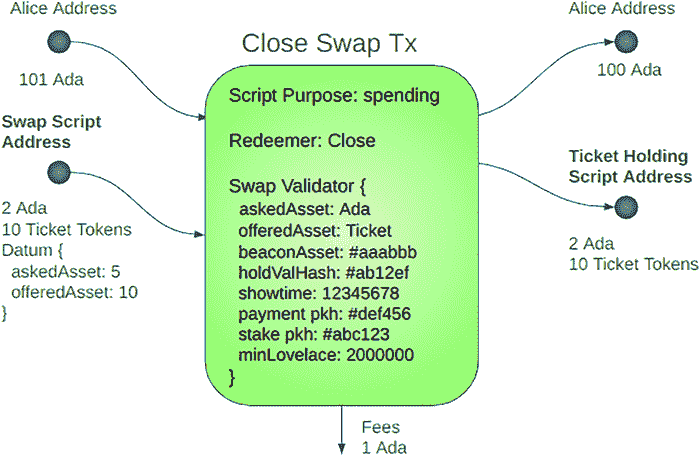 Alice Address
101 Ada
Swap Script
Address
2 Ada
10 Ticket Tokens
Datum {
askedAsset: 5
offeredAsset: 10
}
Close Swap Tx
Script Purpose: spending
Redeemer: Close
Swap Validator {
askedAsset: Ada
offeredAsset: Ticket
beaconAsset: #aaabbb
holdValHash: #ab12ef
showtime: 12345678
payment pkh: #def456
stake pkh: #abc123
minLovelace: 2000000
}
Fees
1 Ada
Alice Address
100 Ada
Ticket Holding
Script Address
2 Ada
10 Ticket Tokens